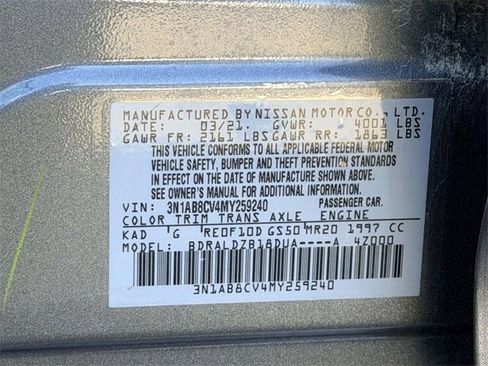 MANUFACTURED BY NISSAN MOTOR CO., LTD.
DATE: 03/21 GVWR: 4001 LBS
GAWR FR: 2161 LBS GAWR RR: 1863 LBS
THIS VEHICLE CONFORMS TO ALL APPLICABLE FEDERAL MOTOR
VEHICLE SAFETY, BUMPER AND THEFT PREVENTION STANDARDS
IN EFFECT ON THE DATE OF MANUFACTURE SHOWN ABOVE.
SEE OWNER'S MANUAL FOR ADDITIONAL INFORMATION.
VIN: 3N1AB8CV4MY259240 PASSENGER CAR.
COLOR TRIM TRANS AXLE ENGINE
KAD G RE0F10D GS50 MR20 1997 CC
MODEL: BDRALDZB18DUA----A 4Z000
3N1AB8CV4MY259240